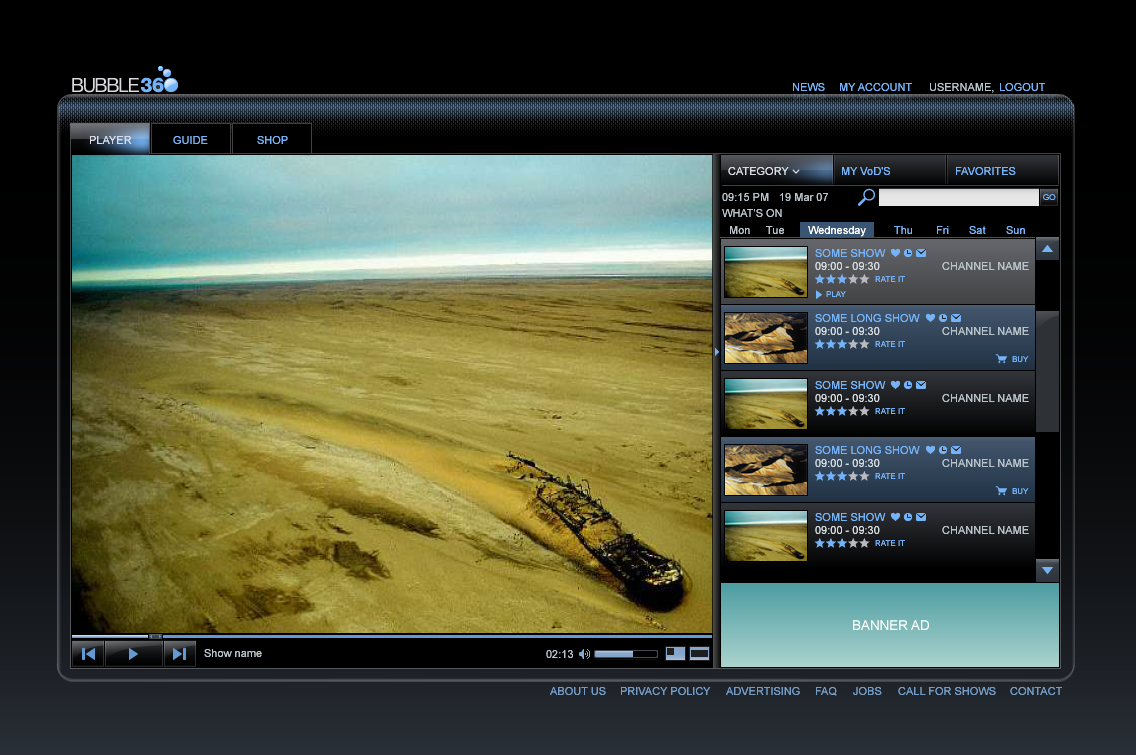 BUBBLE36
NEWS MY ACCOUNT USERNAME, LOGOUT
PLAYER GUIDE SHOP
CATEGORY MY VoD'S FAVORITES
09:15 PM 19 Mar 07 GO
WHAT'S ON
Mon Tue Wednesday Thu Fri Sat Sun
SOME SHOW
09:00 - 09:30 CHANNEL NAME
RATE IT
PLAY
SOME LONG SHOW
09:00 - 09:30 CHANNEL NAME
RATE IT
BUY
SOME SHOW
09:00 - 09:30 CHANNEL NAME
RATE IT
SOME LONG SHOW
09:00 - 09:30 CHANNEL NAME
RATE IT
BUY
SOME SHOW
09:00 - 09:30 CHANNEL NAME
RATE IT
BANNER AD
Show name 02:13
ABOUT US PRIVACY POLICY ADVERTISING FAQ JOBS CALL FOR SHOWS CONTACT